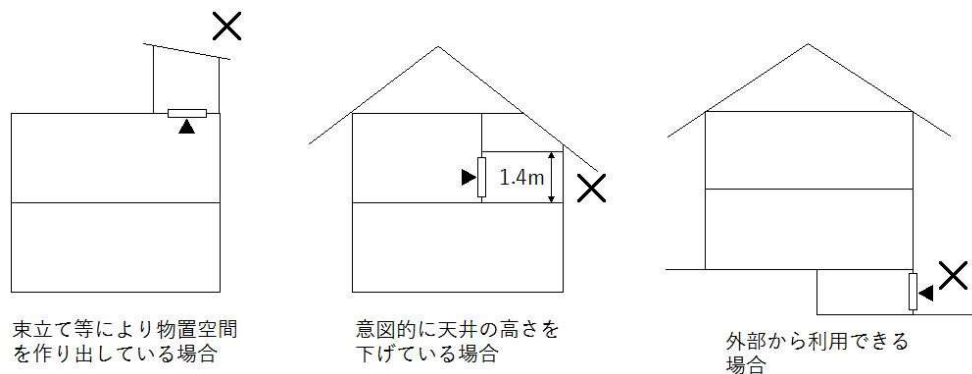 1.4m
束立て等により物置空間
を作り出している場合
意図的に天井の高さを
下げている場合
外部から利用できる
場合